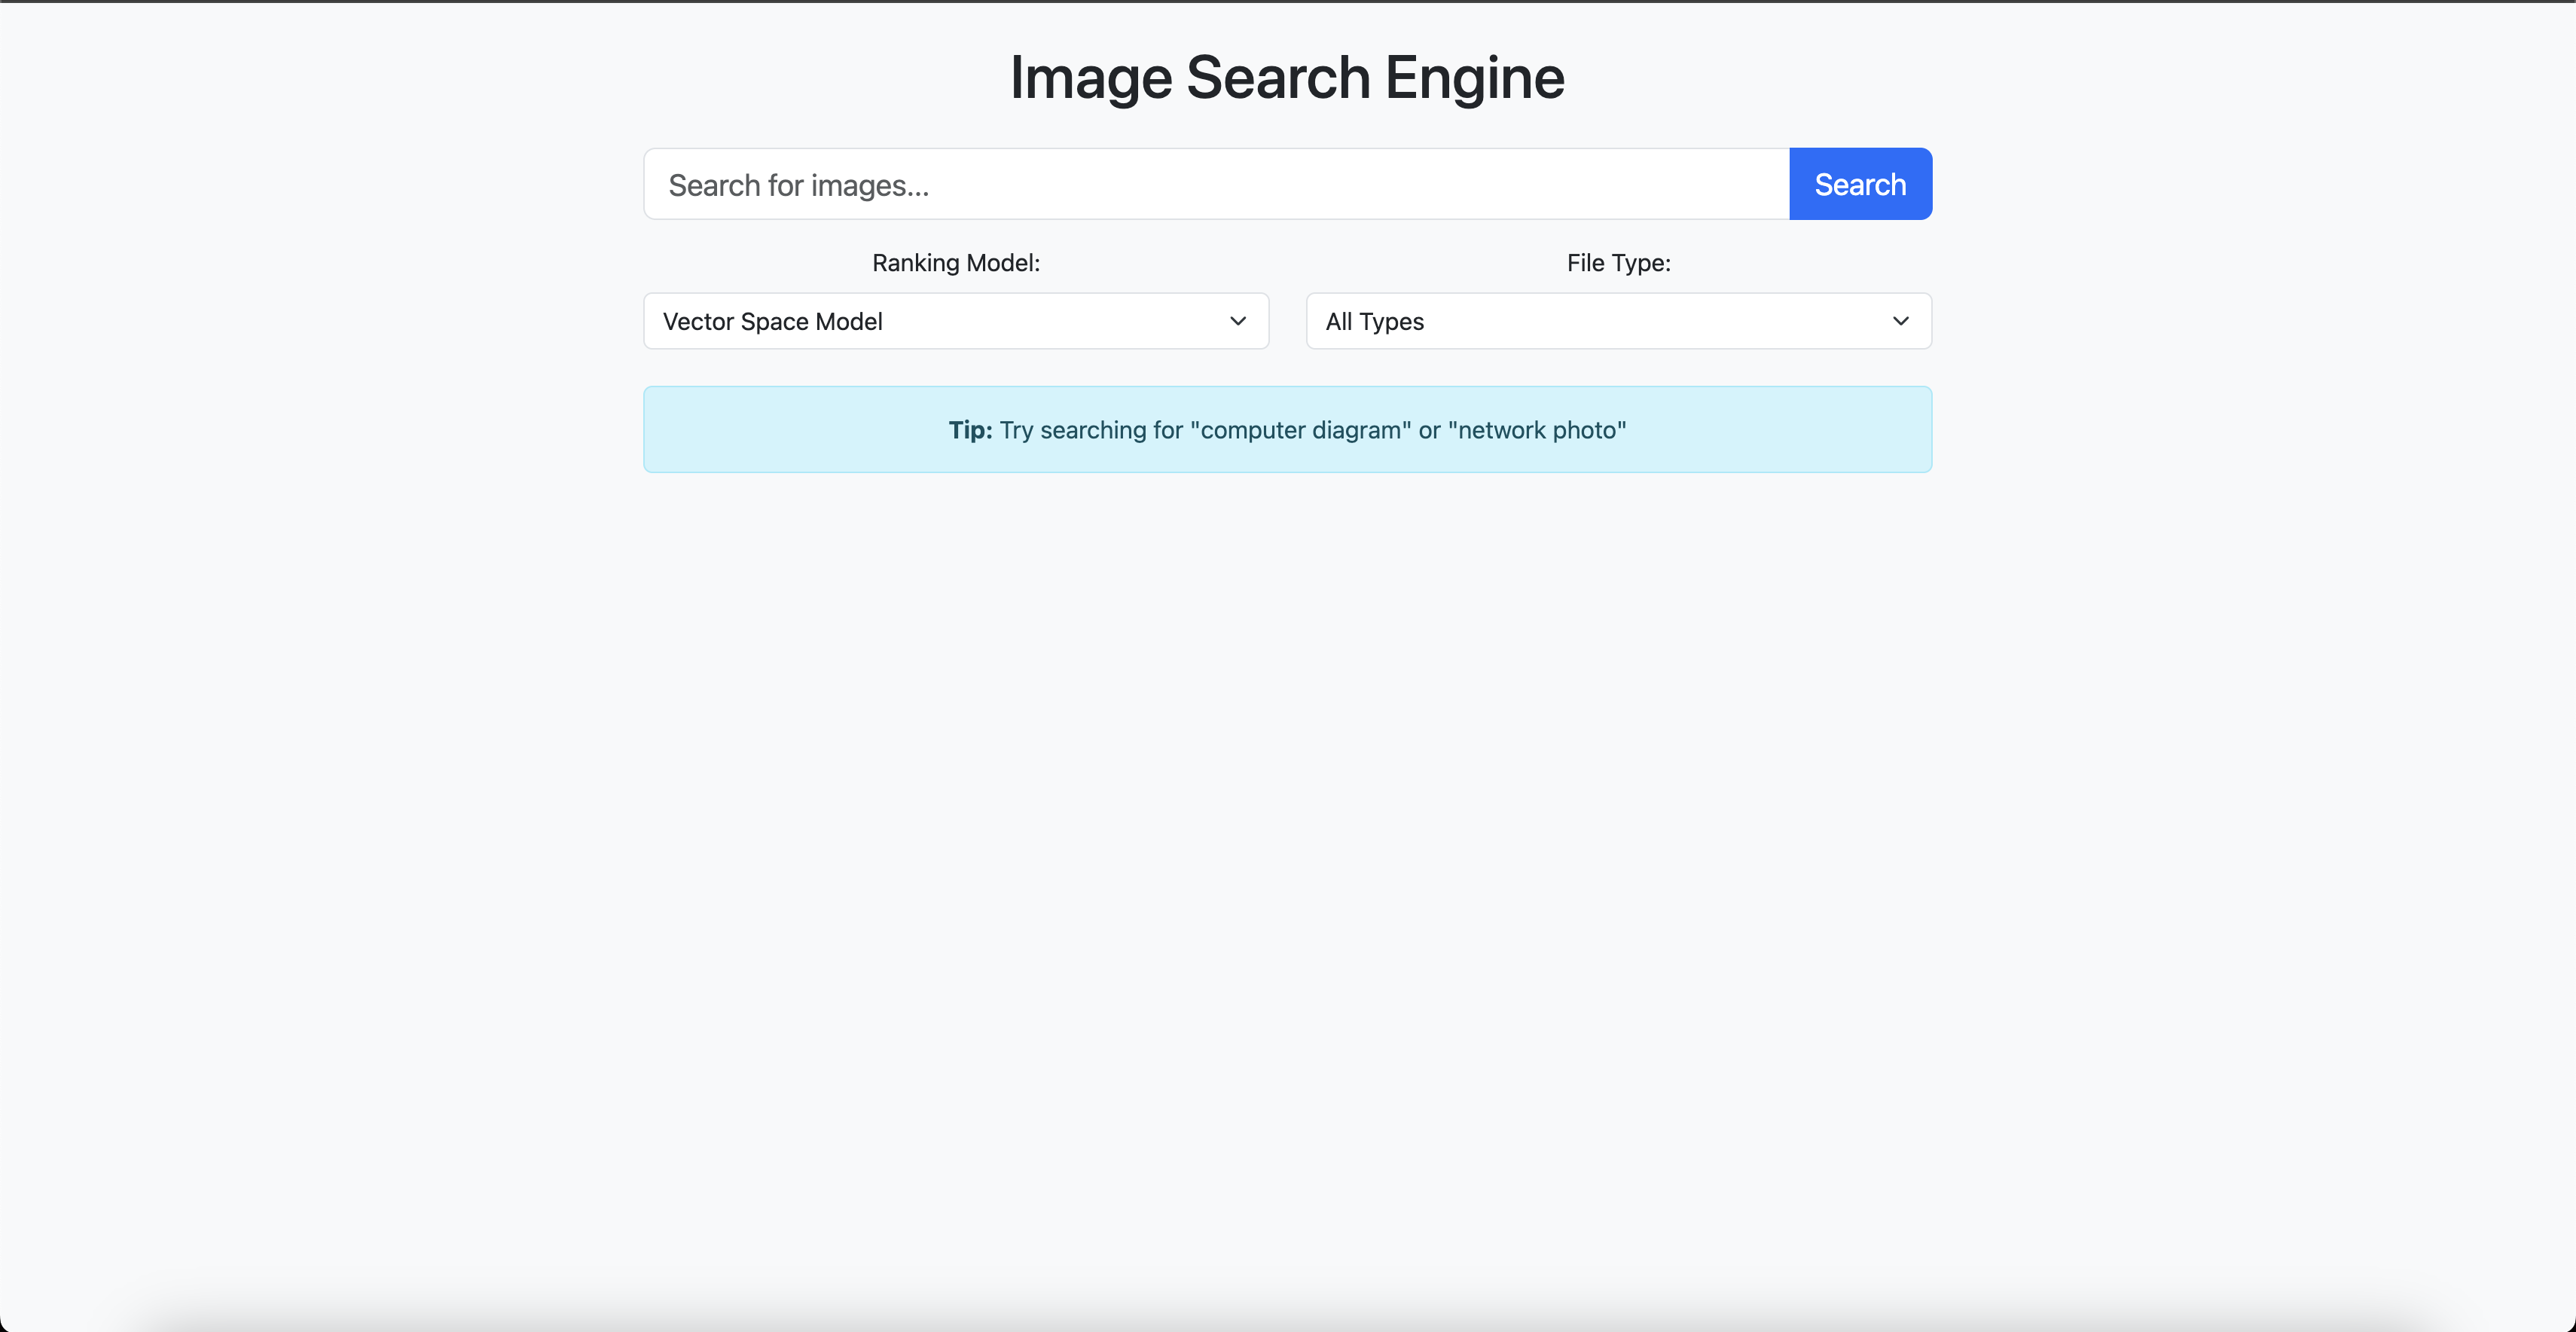 Image Search Engine
Search for images...
Search
Ranking Model:
File Type:
Vector Space Model
All Types
Tip: Try searching for "computer diagram" or "network photo"